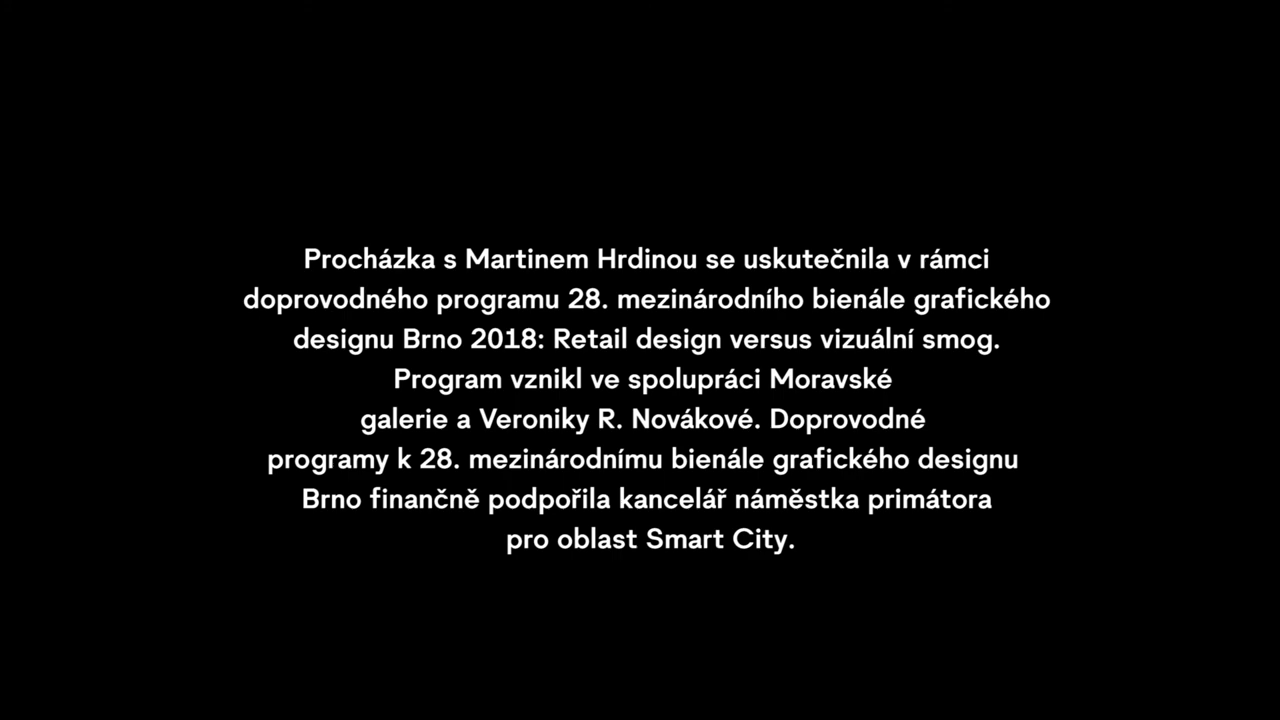 Procházka s Martinem Hrdinou se uskutečnila v rámci
doprovodného programu 28. mezinárodního bienále grafického
designu Brno 2018: Retail design versus vizuální smog.
Program vznikl ve spolupráci Moravské
galerie a Veroniky R. Novákové. Doprovodné
programy k 28. mezinárodnímu bienále grafického designu
Brno finančně podpořila kancelář náměstka primátora
pro oblast Smart City.